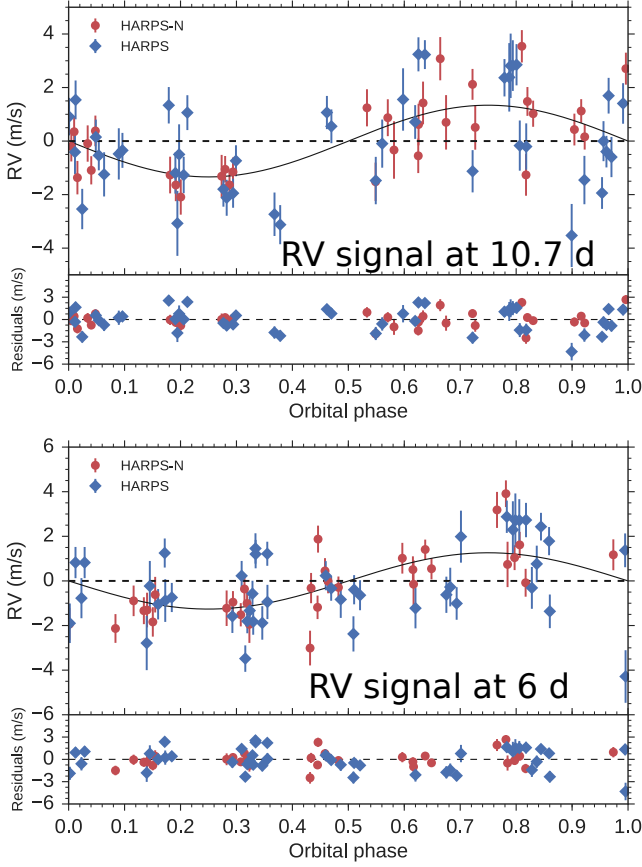 6
HARPS-N
HARPS
4
2
0
−2
−4
RV (m/s)
RV signal at 10.7 d
3
0
−3
−6
Residuals (m/s)
0.0 0.1 0.2 0.3 0.4 0.5 0.6 0.7 0.8 0.9 1.0
Orbital phase
6
HARPS-N
HARPS
4
2
0
−2
−4
−6
RV (m/s)
RV signal at 6 d
3
0
−3
−6
Residuals (m/s)
0.0 0.1 0.2 0.3 0.4 0.5 0.6 0.7 0.8 0.9 1.0
Orbital phase